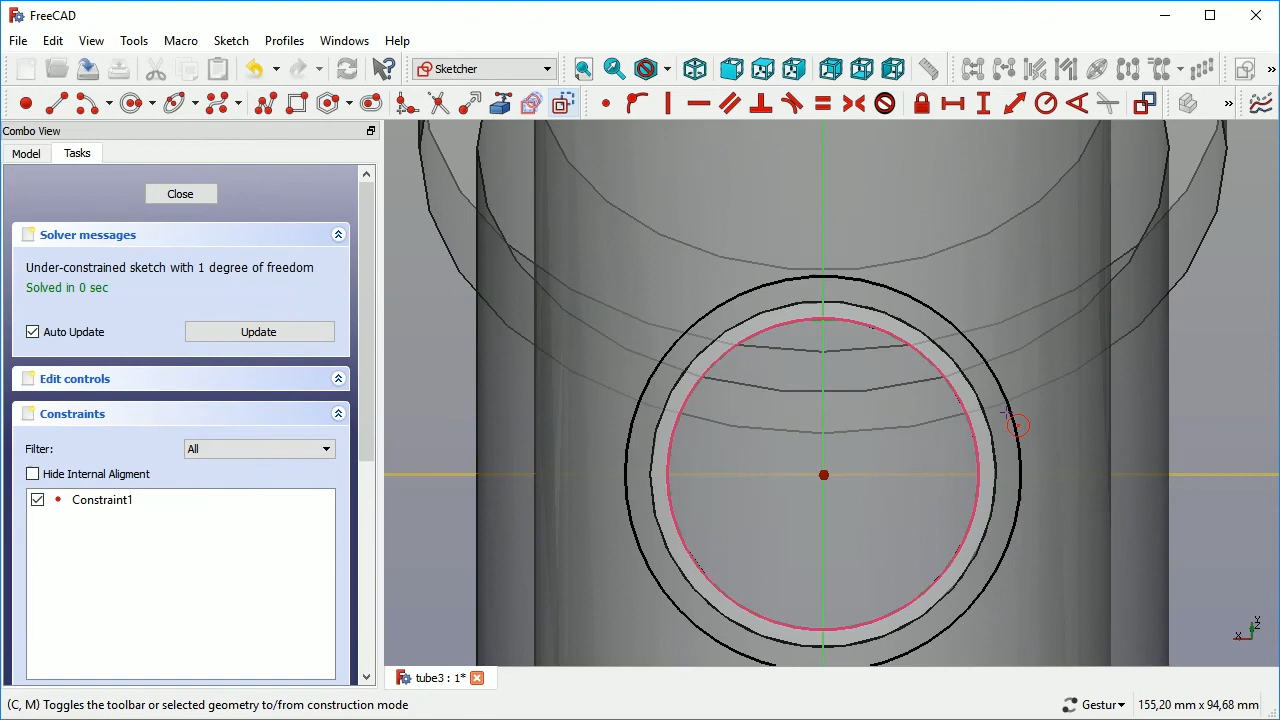 FreeCAD
File Edit View Tools Macro Sketch Profiles Windows Help
Sketcher
»
»
Combo View
Model Tasks
Close
Solver messages
Under-constrained sketch with 1 degree of freedom
Solved in 0 sec
Auto Update Update
Edit controls
Constraints
Filter: All
Hide Internal Aligment
Constraint1
Y
Z
X
tube3 : 1*
(C, M) Toggles the toolbar or selected geometry to/from construction mode
Gestur 155,20 mm x 94,68 mm